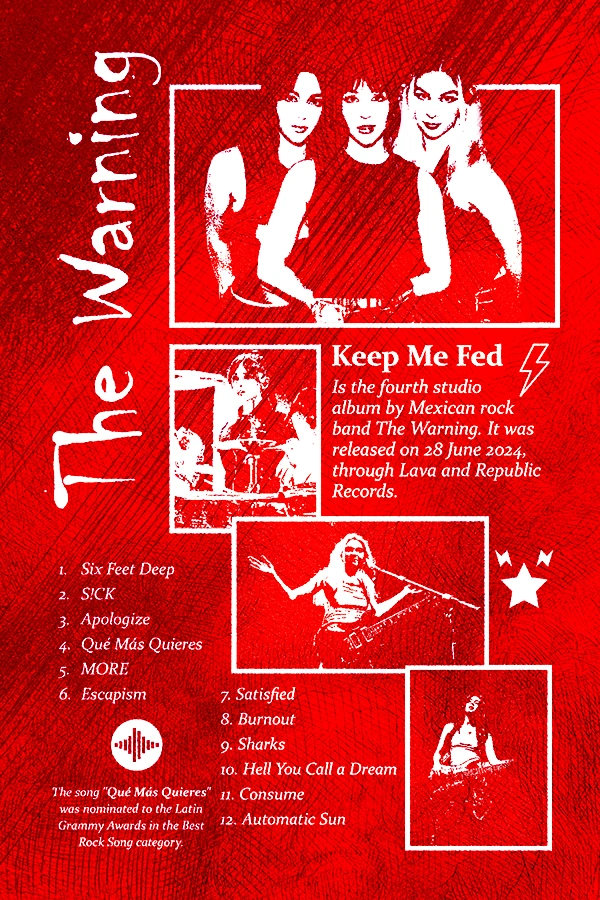 The Warning
Keep Me Fed
Is the fourth studio
album by Mexican rock
band The Warning. It was
released on 28 June 2024,
through Lava and Republic
Records.
1. Six Feet Deep
2. S!CK
3. Apologize
4. Qué Más Quieres
5. MORE
6. Escapism
7. Satisfied
8. Burnout
9. Sharks
10. Hell You Call a Dream
11. Consume
12. Automatic Sun
The song "Qué Más Quieres"
was nominated to the Latin
Grammy Awards in the Best
Rock Song category.